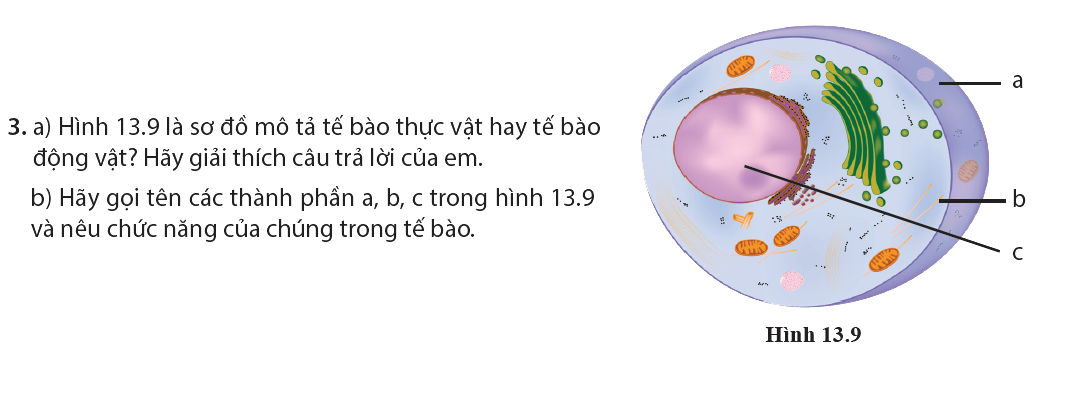 3. a) Hình 13.9 là sơ đồ mô tả tế bào thực vật hay tế bào
động vật? Hãy giải thích câu trả lời của em.
b) Hãy gọi tên các thành phần a, b, c trong hình 13.9
và nêu chức năng của chúng trong tế bào.
a
b
c
Hình 13.9